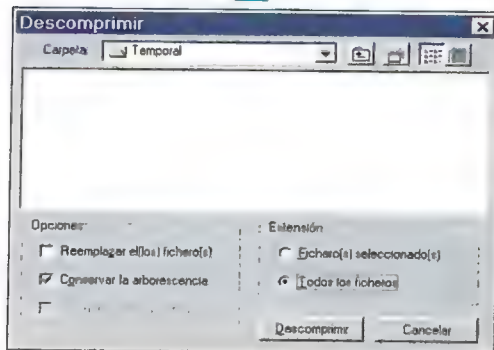 Descomprimir
Carpeta: Temporal
Opciones:
Reemplazar el(los) fichero(s)
Conservar la arborescencia
Extensión
Fichero(s) seleccionado(s)
Todos los ficheros
Descomprimir Cancelar